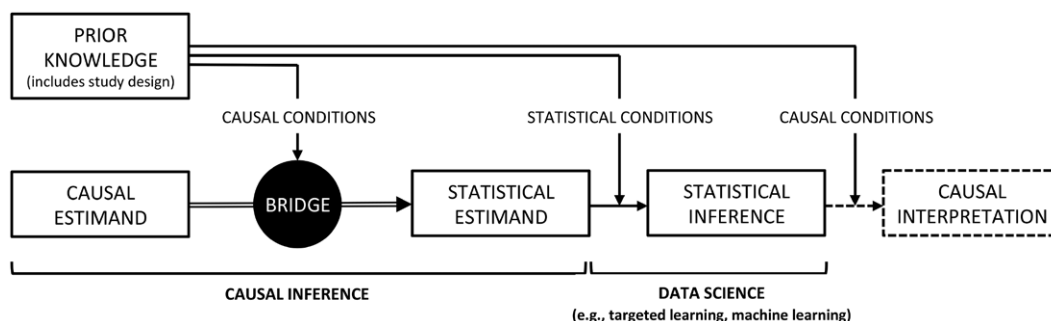 PRIOR
KNOWLEDGE
(includes study design)
CAUSAL CONDITIONS
STATISTICAL CONDITIONS
CAUSAL CONDITIONS
CAUSAL
ESTIMAND
BRIDGE
STATISTICAL
ESTIMAND
STATISTICAL
INFERENCE
CAUSAL
INTERPRETATION
CAUSAL INFERENCE
DATA SCIENCE
(e.g., targeted learning, machine learning)